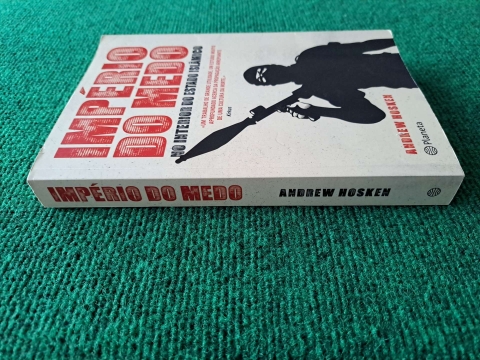 IMPÉRIO
DO MEDO
NO INTERIOR DO ESTADO ISLÂMICO
ANDREW HOSKEN
Planeta
IMPÉRIO DO MEDO
ANDREW HOSKEN